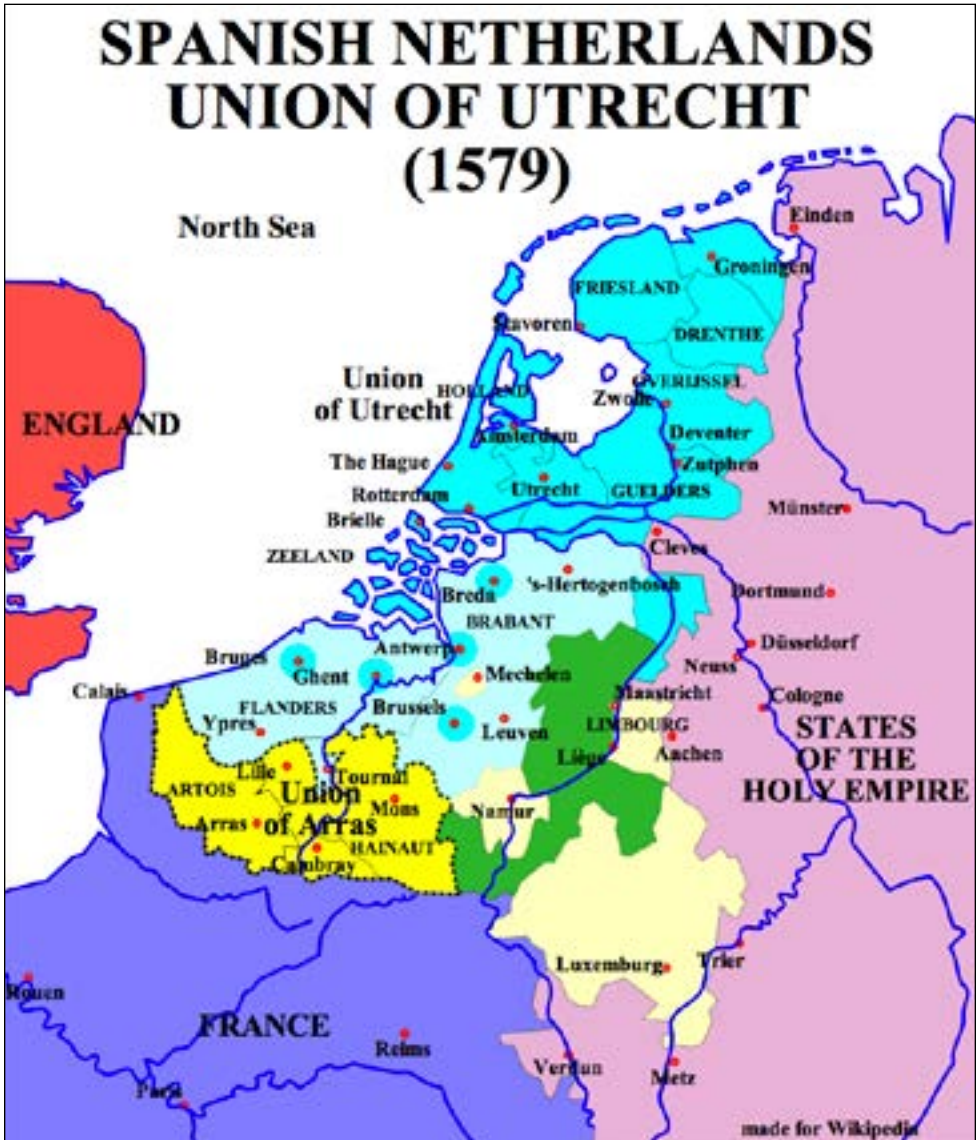 SPANISH NETHERLANDS
UNION OF UTRECHT
(1579)
North Sea
Einden
Groningen
FRIESLAND
Stavoren
DRENTHE
Union
of Utrecht
HOLLAND
OVERIJSSEL
Zwolle
ENGLAND
Amsterdam
Deventer
The Hague
Zutphen
Utrecht
GUELDERS
Rotterdam
Münster
Brielle
Cleves
ZEELAND
's-Hertogenbosch
Breda
Dortmund
BRABANT
Antwerp
Düsseldorf
Bruges
Ghent
Neuss
Mechelen
Calais
Maastricht
Cologne
FLANDERS
Brussels
Ypres
Leuven
LIMBOURG
STATES
OF THE
HOLY EMPIRE
Liège
Aachen
Lille
Tournai
ARTOIS
Union
of Arras
Mons
Namur
Arras
HAINAUT
Cambray
Luxemburg
Trier
Rouen
FRANCE
Reims
Verdun
Metz
Paris
made for Wikipedia